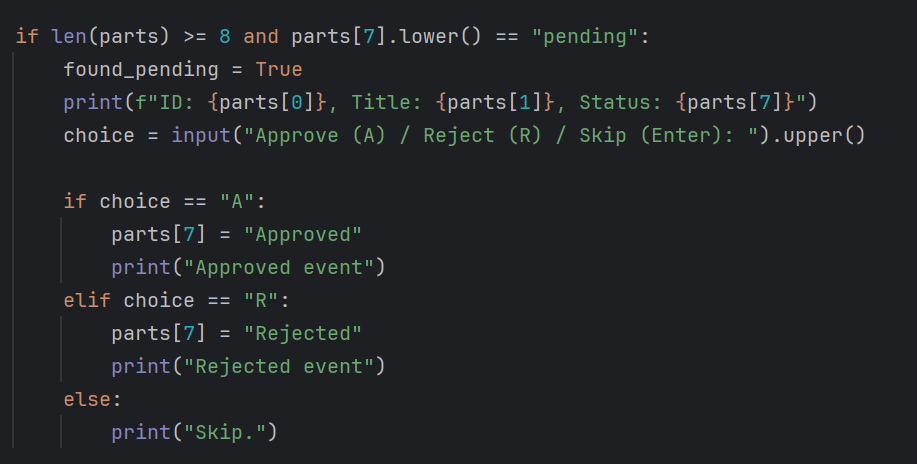 if len(parts) >= 8 and parts[7].lower() == "pending":
    found_pending = True
    print(f"ID: {parts[0]}, Title: {parts[1]}, Status: {parts[7]}")
    choice = input("Approve (A) / Reject (R) / Skip (Enter): ").upper()

    if choice == "A":
        parts[7] = "Approved"
        print("Approved event")
    elif choice == "R":
        parts[7] = "Rejected"
        print("Rejected event")
    else:
        print("Skip.")